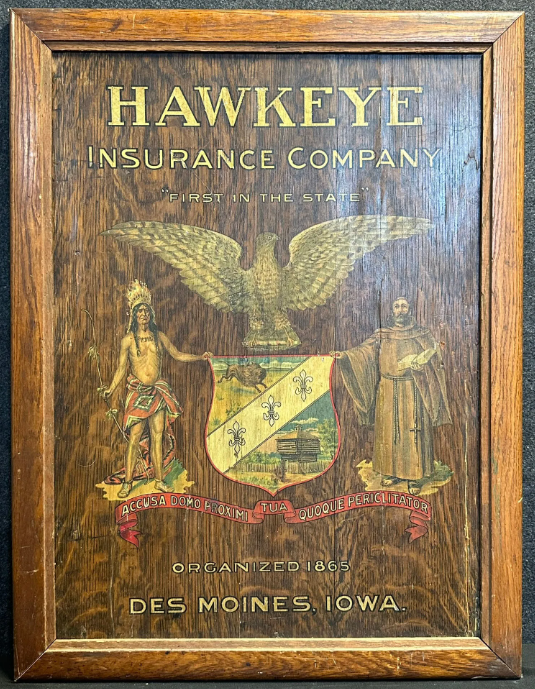 HAWKEYE
INSURANCE COMPANY
"FIRST IN THE STATE"
ACCUSA DOMO PROXIMI TUA QUOQUE PERICLITATOR
ORGANIZED 1865
DES MOINES, IOWA.